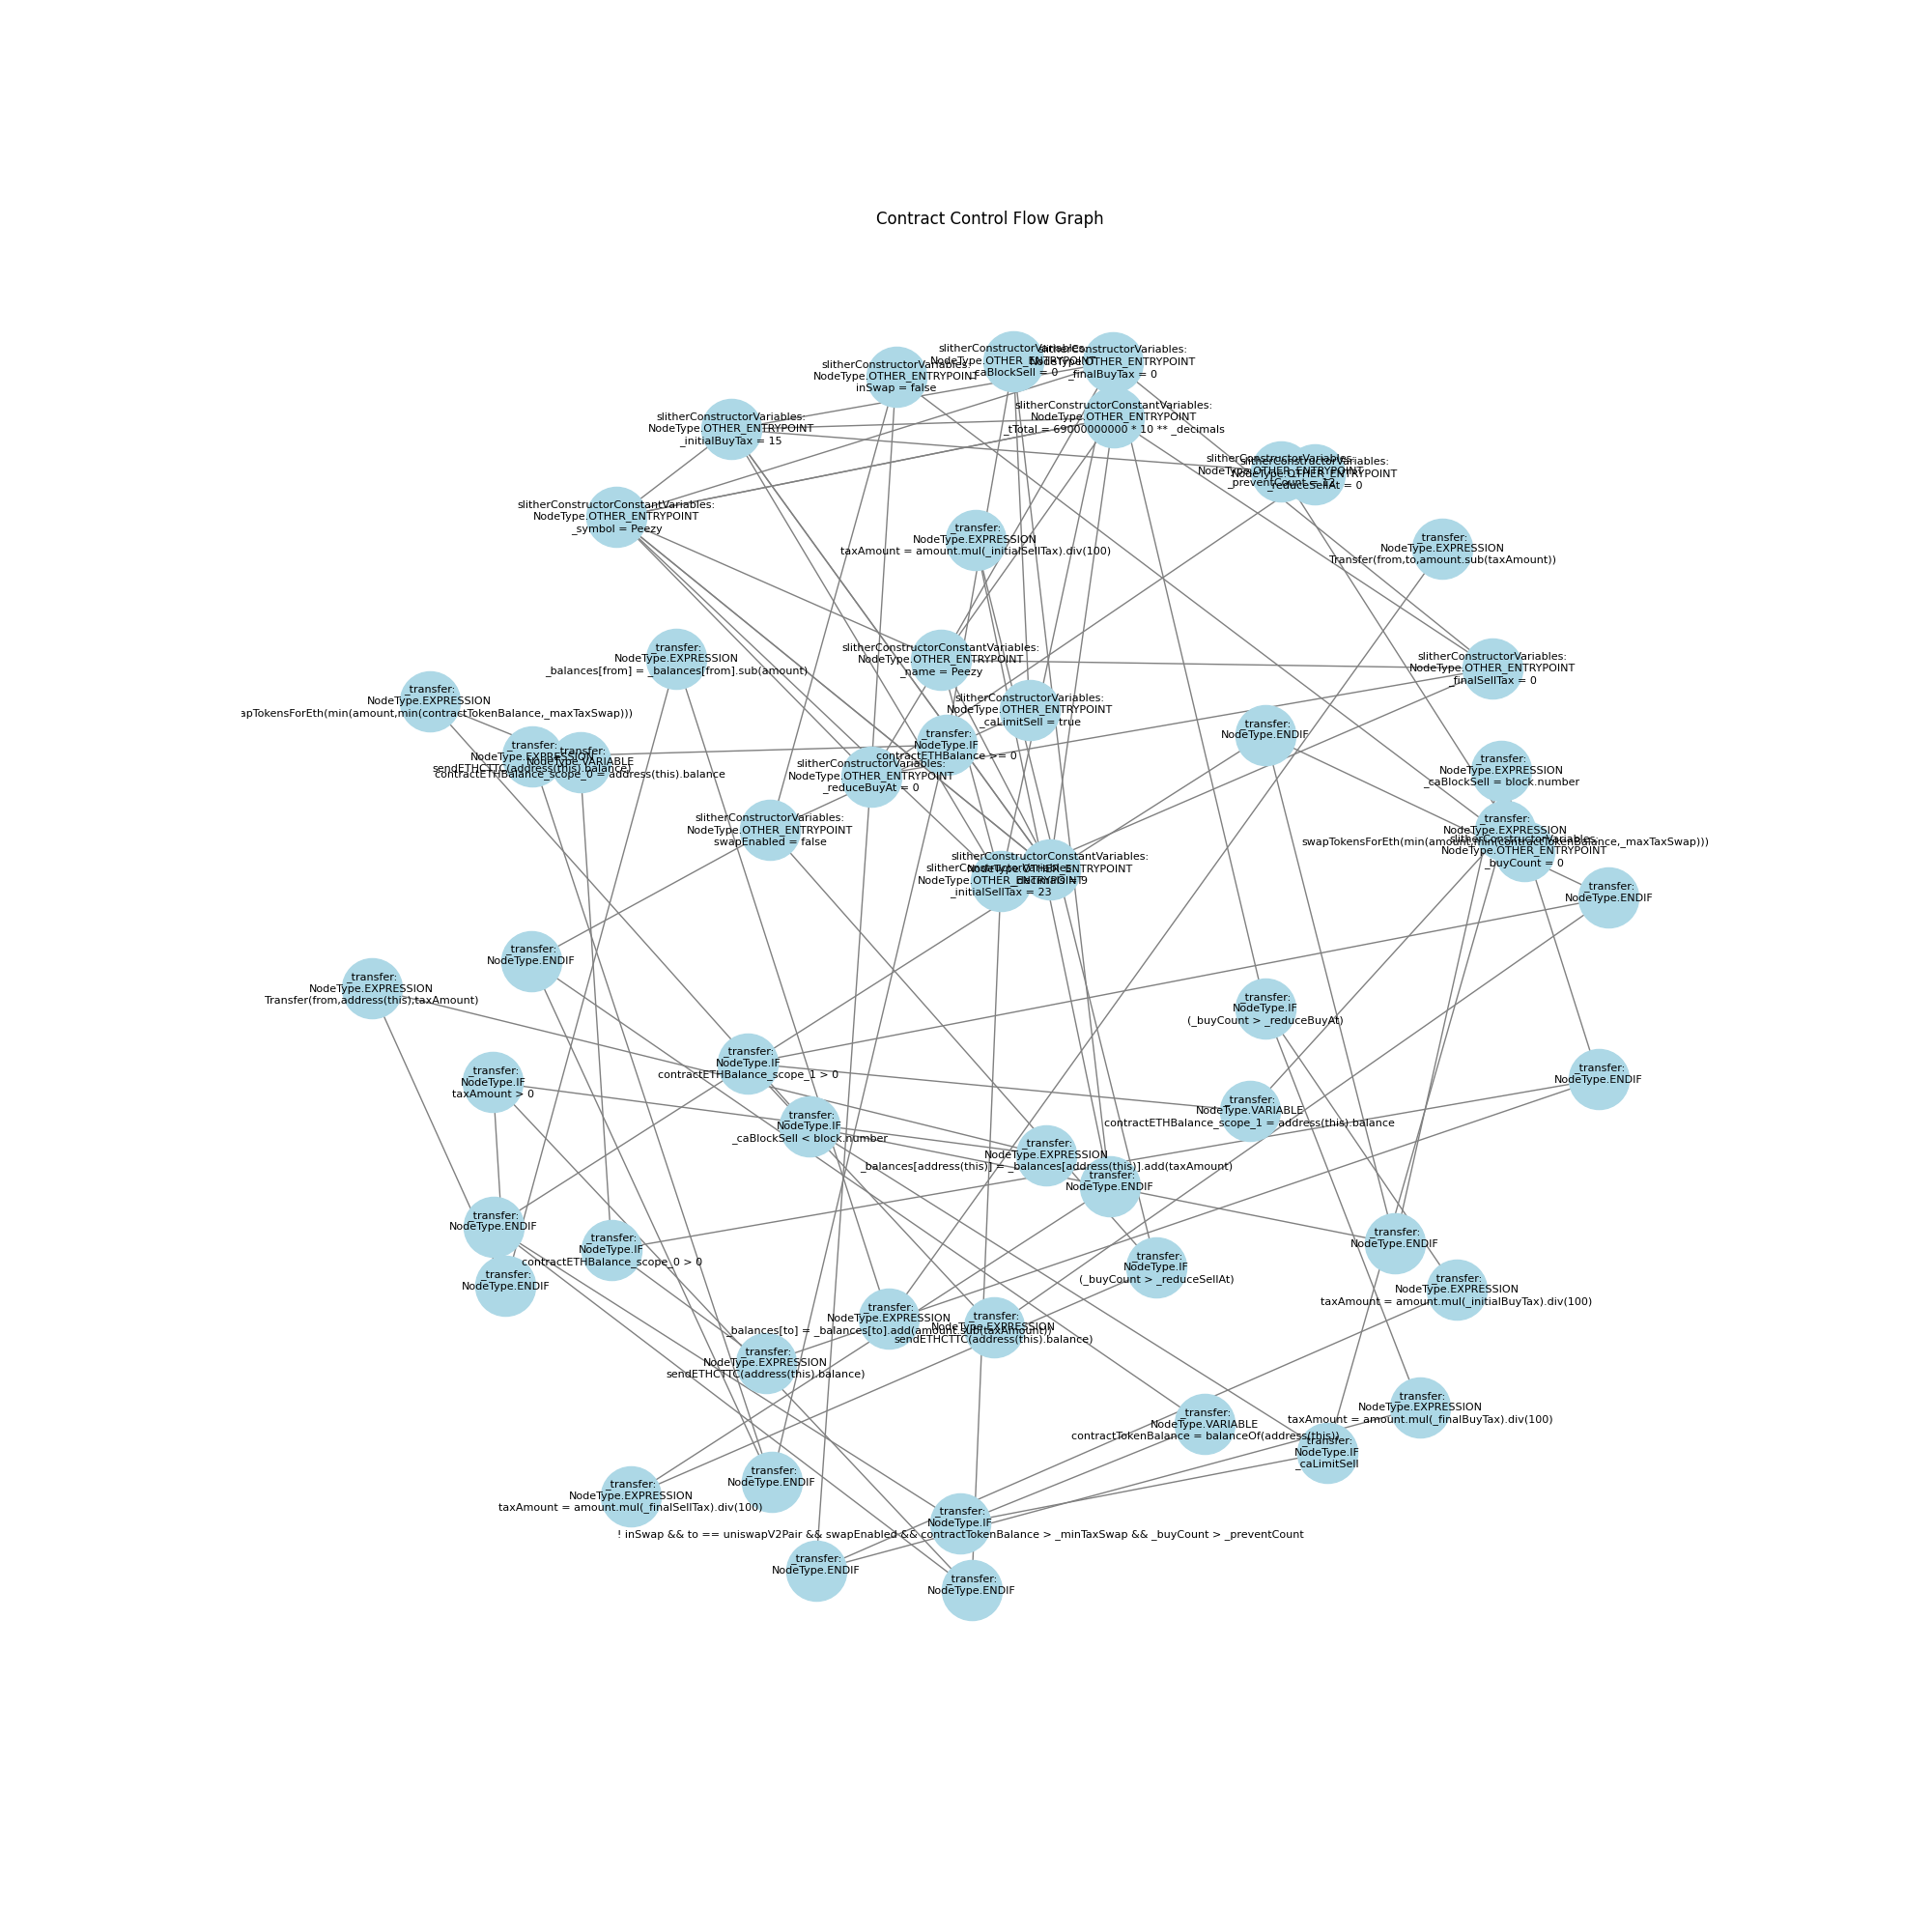 Contract Control Flow Graph
slitherConstructorVariables:
NodeType.OTHER_ENTRYPOINT
_caBlockSell = 0
slitherConstructorVariables:
NodeType.OTHER_ENTRYPOINT
_finalBuyTax = 0
slitherConstructorVariables:
NodeType.OTHER_ENTRYPOINT
inSwap = false
slitherConstructorConstantVariables:
NodeType.OTHER_ENTRYPOINT
_tTotal = 69000000000 * 10 ** _decimals
slitherConstructorVariables:
NodeType.OTHER_ENTRYPOINT
_initialBuyTax = 15
slitherConstructorVariables:
NodeType.OTHER_ENTRYPOINT
_preventCount = 12
slitherConstructorVariables:
NodeType.OTHER_ENTRYPOINT
_reduceSellAt = 0
slitherConstructorConstantVariables:
NodeType.OTHER_ENTRYPOINT
_symbol = Peezy
_transfer:
NodeType.EXPRESSION
taxAmount = amount.mul(_initialSellTax).div(100)
_transfer:
NodeType.EXPRESSION
Transfer(from,to,amount.sub(taxAmount))
_transfer:
NodeType.EXPRESSION
_balances[from] = _balances[from].sub(amount)
slitherConstructorConstantVariables:
NodeType.OTHER_ENTRYPOINT
_name = Peezy
slitherConstructorVariables:
NodeType.OTHER_ENTRYPOINT
_finalSellTax = 0
_transfer:
NodeType.EXPRESSION
apTokensForEth(min(amount,min(contractTokenBalance,_maxTaxSwap)))
slitherConstructorVariables:
NodeType.OTHER_ENTRYPOINT
_caLimitSell = true
_transfer:
NodeType.ENDIF
_transfer:
NodeType.IF
contractETHBalance >= 0
_transfer:
NodeType.EXPRESSION
sendETHCTTC(address(this).balance)
_transfer:
NodeType.VARIABLE
contractETHBalance_scope_0 = address(this).balance
slitherConstructorVariables:
NodeType.OTHER_ENTRYPOINT
_reduceBuyAt = 0
_transfer:
NodeType.EXPRESSION
_caBlockSell = block.number
slitherConstructorVariables:
NodeType.OTHER_ENTRYPOINT
swapEnabled = false
_transfer:
NodeType.EXPRESSION
swapTokensForEth(min(amount,min(contractTokenBalance,_maxTaxSwap)))
slitherConstructorVariables:
NodeType.OTHER_ENTRYPOINT
_buyCount = 0
slitherConstructorConstantVariables:
NodeType.OTHER_ENTRYPOINT
_decimals = 9
slitherConstructorVariables:
NodeType.OTHER_ENTRYPOINT
_initialSellTax = 23
_transfer:
NodeType.ENDIF
_transfer:
NodeType.ENDIF
_transfer:
NodeType.EXPRESSION
Transfer(from,address(this),taxAmount)
_transfer:
NodeType.IF
(_buyCount > _reduceBuyAt)
_transfer:
NodeType.IF
contractETHBalance_scope_1 > 0
_transfer:
NodeType.IF
taxAmount > 0
_transfer:
NodeType.ENDIF
_transfer:
NodeType.VARIABLE
contractETHBalance_scope_1 = address(this).balance
_transfer:
NodeType.IF
_caBlockSell < block.number
_transfer:
NodeType.EXPRESSION
_balances[address(this)] = _balances[address(this)].add(taxAmount)
_transfer:
NodeType.ENDIF
_transfer:
NodeType.ENDIF
_transfer:
NodeType.IF
contractETHBalance_scope_0 > 0
_transfer:
NodeType.ENDIF
_transfer:
NodeType.IF
(_buyCount > _reduceSellAt)
_transfer:
NodeType.ENDIF
_transfer:
NodeType.EXPRESSION
taxAmount = amount.mul(_initialBuyTax).div(100)
_transfer:
NodeType.EXPRESSION
_balances[to] = _balances[to].add(amount.sub(taxAmount))
_transfer:
NodeType.EXPRESSION
sendETHCTTC(address(this).balance)
_transfer:
NodeType.EXPRESSION
sendETHCTTC(address(this).balance)
_transfer:
NodeType.EXPRESSION
taxAmount = amount.mul(_finalBuyTax).div(100)
_transfer:
NodeType.VARIABLE
contractTokenBalance = balanceOf(address(this))
_transfer:
NodeType.IF
_caLimitSell
_transfer:
NodeType.ENDIF
_transfer:
NodeType.EXPRESSION
taxAmount = amount.mul(_finalSellTax).div(100)
_transfer:
NodeType.IF
! inSwap && to == uniswapV2Pair && swapEnabled && contractTokenBalance > _minTaxSwap && _buyCount > _preventCount
_transfer:
NodeType.ENDIF
_transfer:
NodeType.ENDIF